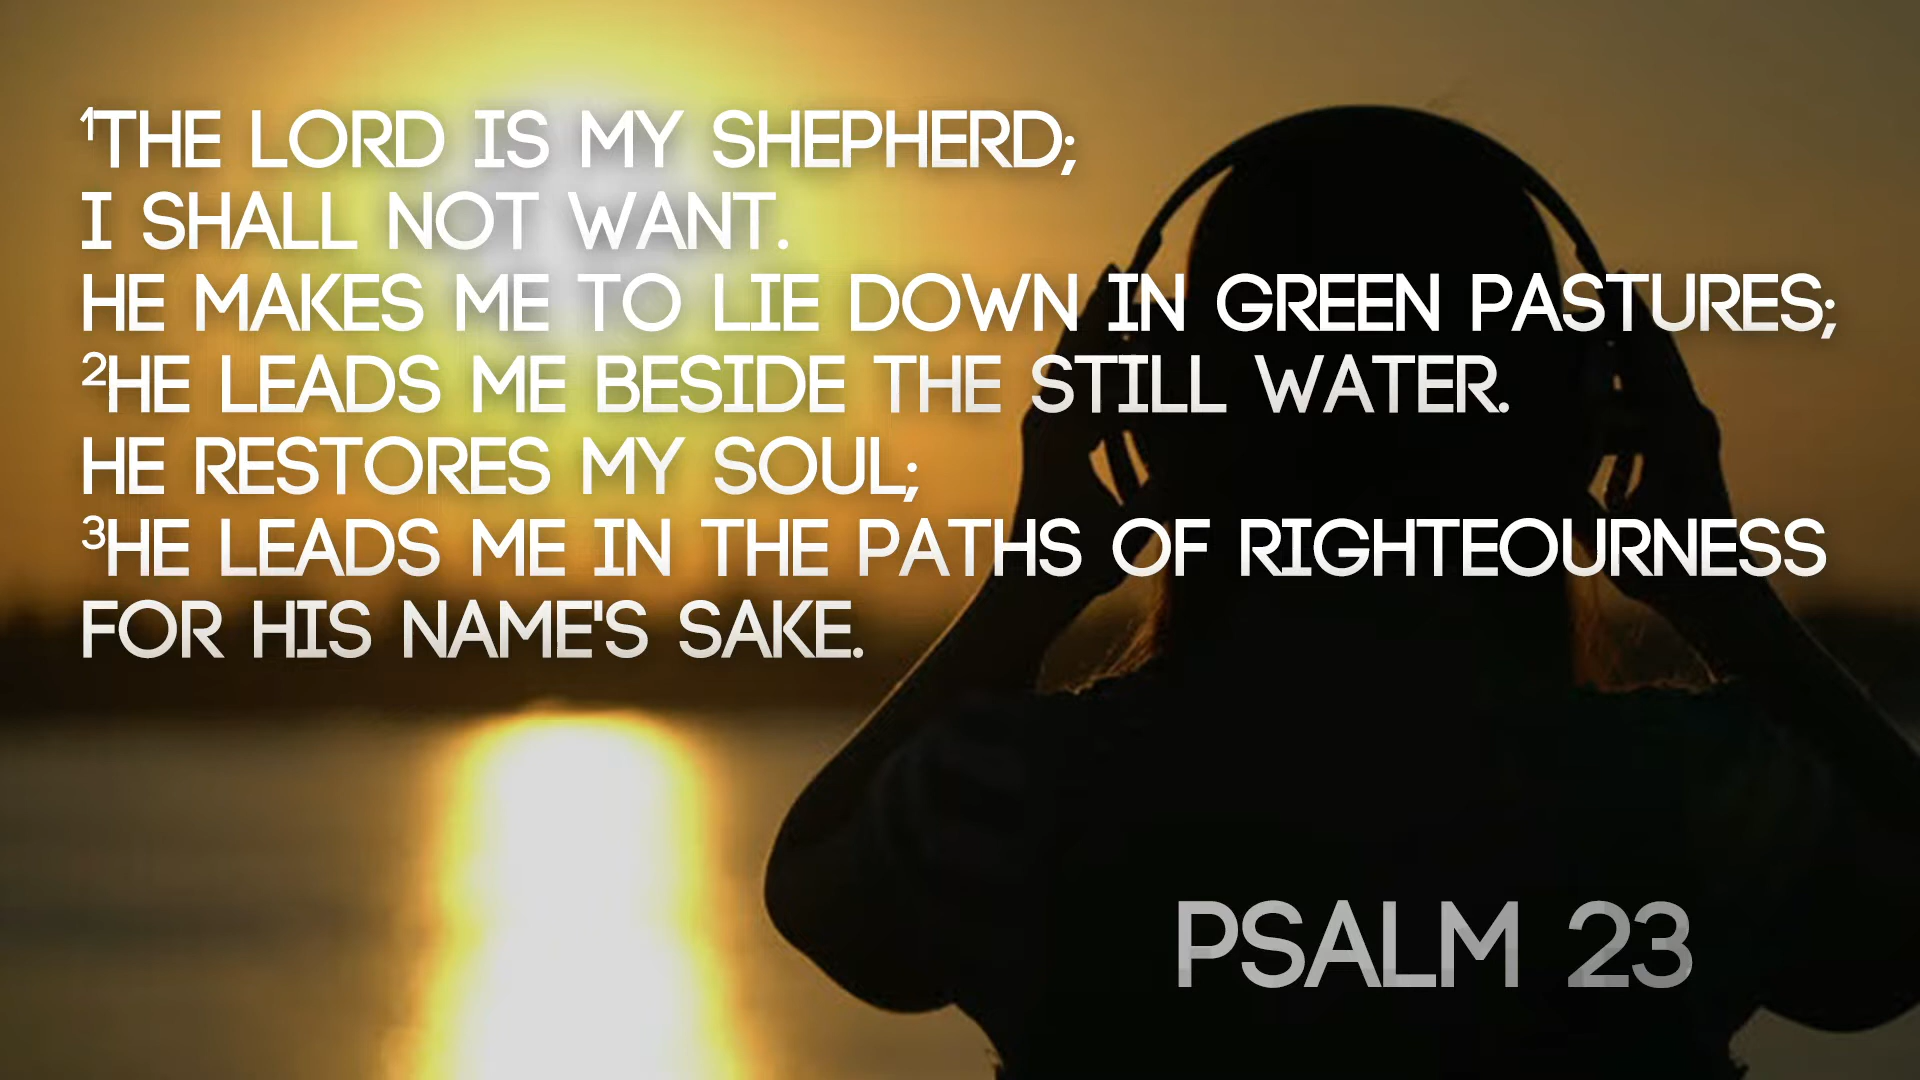 ¹THE LORD IS MY SHEPHERD;
I SHALL NOT WANT.
HE MAKES ME TO LIE DOWN IN GREEN PASTURES;
²HE LEADS ME BESIDE THE STILL WATER.
HE RESTORES MY SOUL;
³HE LEADS ME IN THE PATHS OF RIGHTEOURNESS
FOR HIS NAME'S SAKE.
PSALM 23